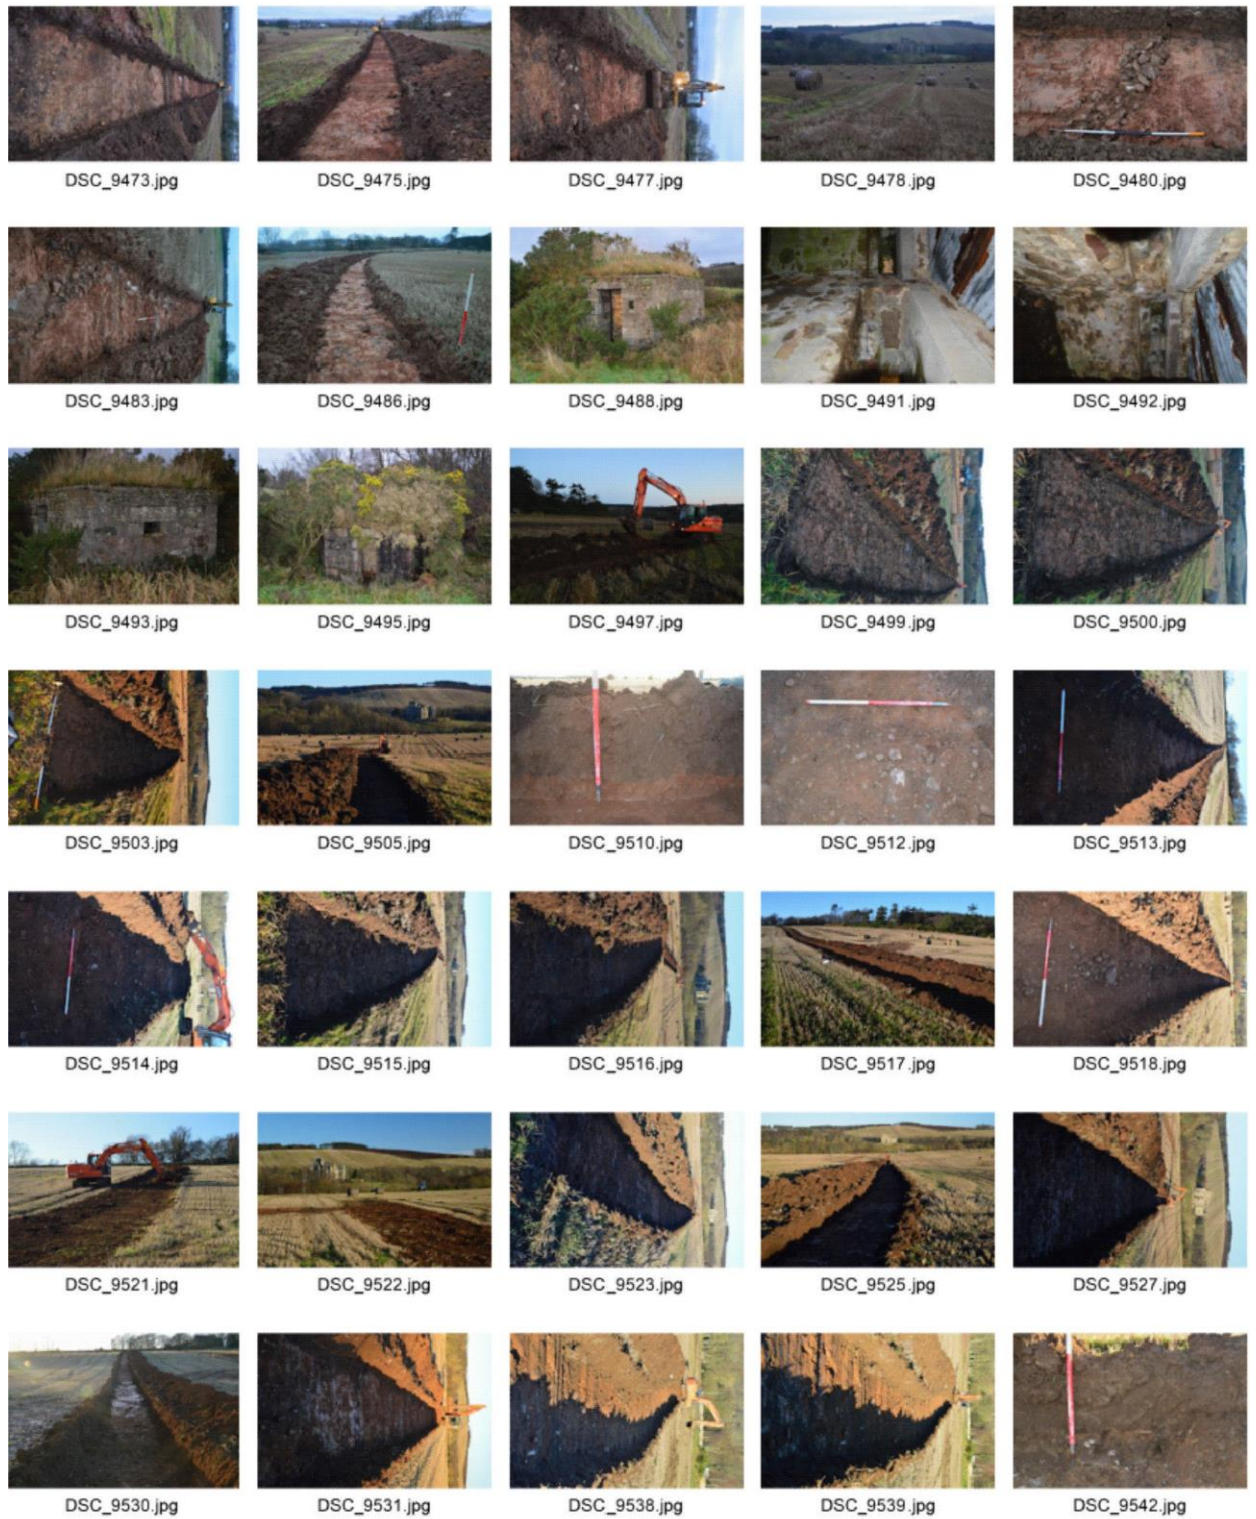 DSC_9473.jpg DSC_9475.jpg DSC_9477.jpg DSC_9478.jpg DSC_9480.jpg
DSC_9483.jpg DSC_9486.jpg DSC_9488.jpg DSC_9491.jpg DSC_9492.jpg
DSC_9493.jpg DSC_9495.jpg DSC_9497.jpg DSC_9499.jpg DSC_9500.jpg
DSC_9503.jpg DSC_9505.jpg DSC_9510.jpg DSC_9512.jpg DSC_9513.jpg
DSC_9514.jpg DSC_9515.jpg DSC_9516.jpg DSC_9517.jpg DSC_9518.jpg
DSC_9521.jpg DSC_9522.jpg DSC_9523.jpg DSC_9525.jpg DSC_9527.jpg
DSC_9530.jpg DSC_9531.jpg DSC_9538.jpg DSC_9539.jpg DSC_9542.jpg